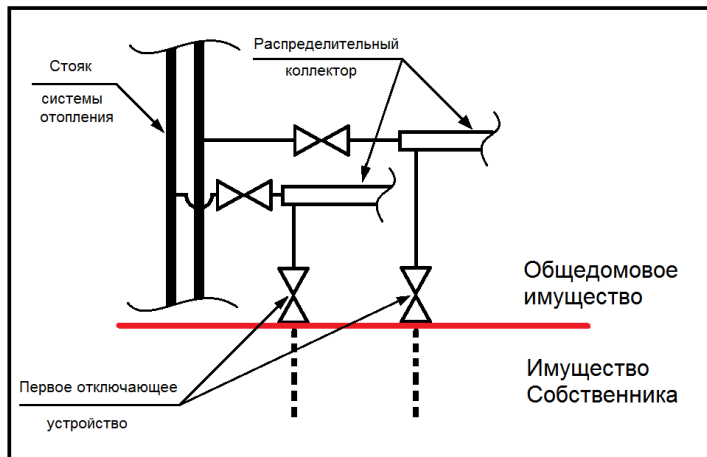 Стояк
системы
отопления
Распределительный
коллектор
Общедомовое
имущество
Имущество
Собственника
Первое отключающее
устройство